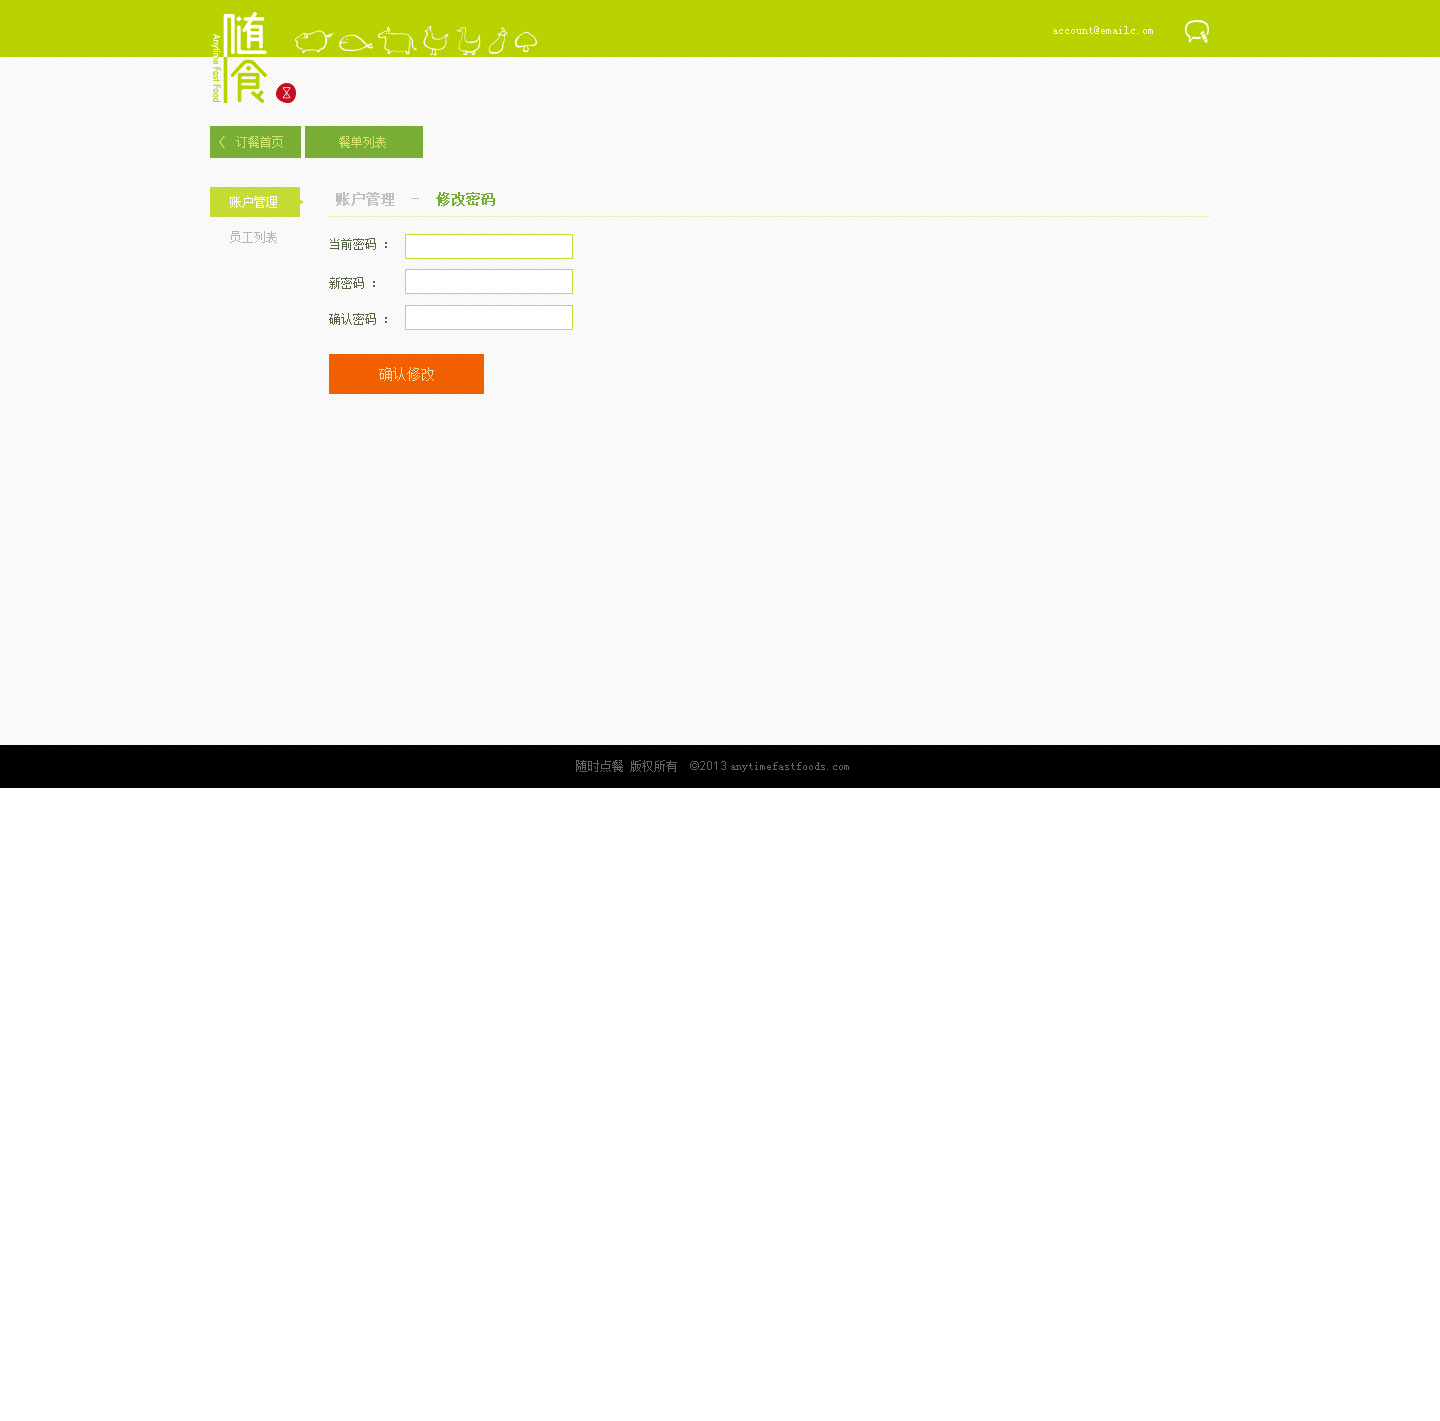 随食
Anytime Fast Food
account@emailc.om
订餐首页
餐单列表
账户管理
员工列表
账户管理 - 修改密码
当前密码 :
新密码 :
确认密码 :
确认修改
随时点餐 版权所有 ©2013 anytimefastfoods.com